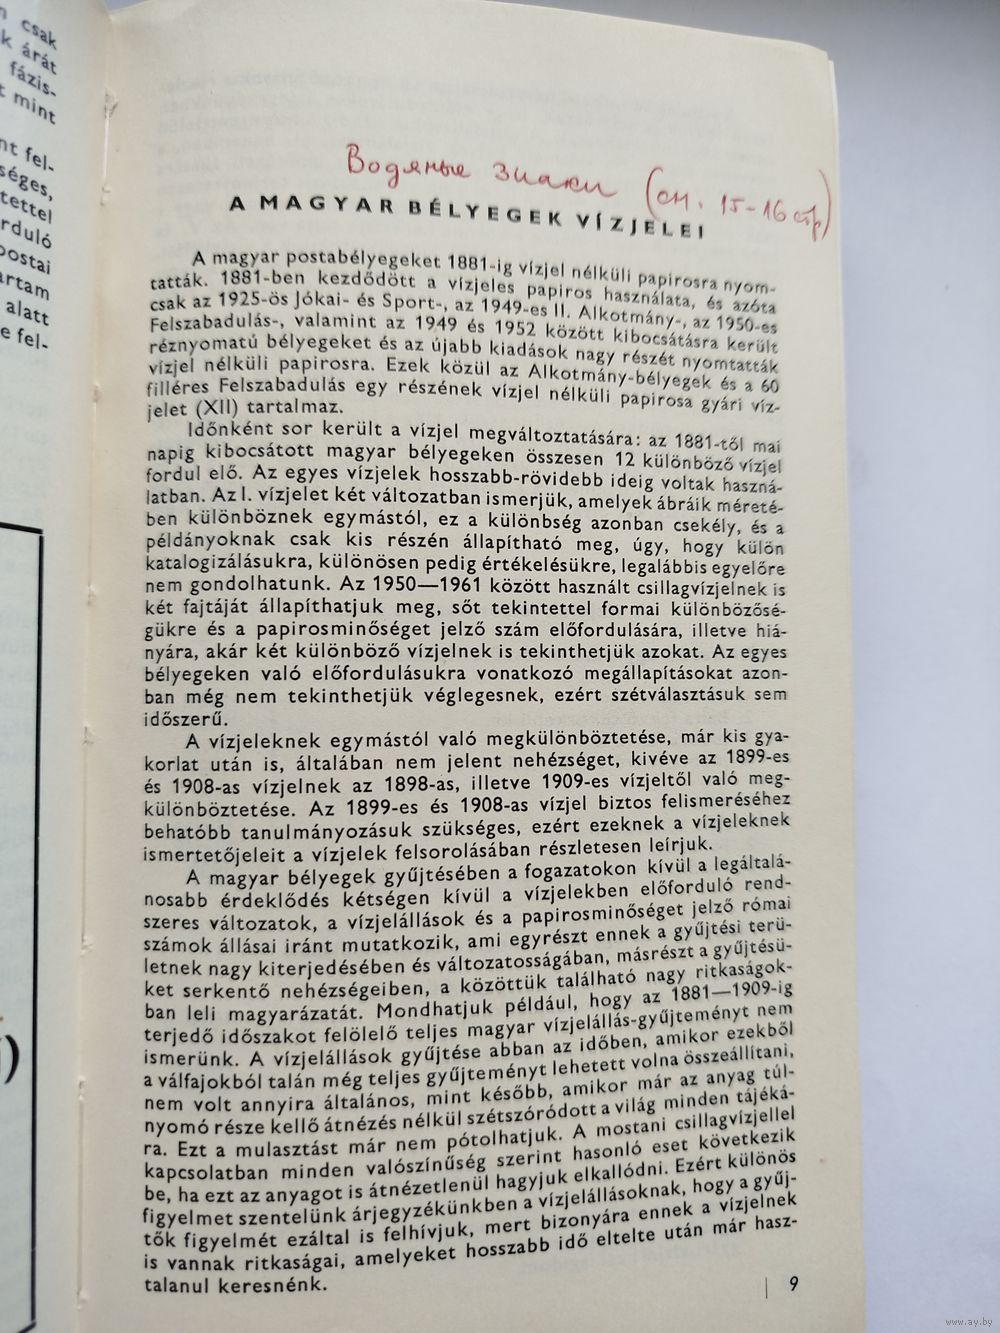 n csak
k árát
fázis-
t mint
nt fel-
séges,
tettel
rduló
postai
artam
alatt
e fel-
)
Водяные знаки (см. 15-16 стр)
A MAGYAR BÉLYEGEK VÍZJELEI
A magyar postabélyegeket 1881-ig vízjel nélküli papirosra nyom-
tatták. 1881-ben kezdődött a vízjeles papiros használata, és azóta
csak az 1925-ös Jókai- és Sport-, az 1949-es II. Alkotmány-, az 1950-es
Felszabadulás-, valamint az 1949 és 1952 között kibocsátásra került
réznyomatú bélyegeket és az újabb kiadások nagy részét nyomtatták
vízjel nélküli papirosra. Ezek közül az Alkotmány-bélyegek és a 60
filléres Felszabadulás egy részének vízjel nélküli papirosa gyári víz-
jelet (XII) tartalmaz.
Időnként sor került a vízjel megváltoztatására: az 1881-től mai
napig kibocsátott magyar bélyegeken összesen 12 különböző vízjel
fordul elő. Az egyes vízjelek hosszabb-rövidebb ideig voltak haszná-
latban. Az I. vízjelet két változatban ismerjük, amelyek ábráik méreté-
ben különböznek egymástól, ez a különbség azonban csekély, és a
példányoknak csak kis részén állapítható meg, úgy, hogy külön
katalogizálásukra, különösen pedig értékelésükre, legalábbis egyelőre
nem gondolhatunk. Az 1950—1961 között használt csillagvízjelnek is
két fajtáját állapíthatjuk meg, sőt tekintettel formai különbözősé-
gükre és a papirosminőséget jelző szám előfordulására, illetve hiá-
nyára, akár két különböző vízjelnek is tekinthetjük azokat. Az egyes
bélyegeken való előfordulásukra vonatkozó megállapításokat azon-
ban még nem tekinthetjük véglegesnek, ezért szétválasztásuk sem
időszerű.
A vízjeleknek egymástól való megkülönböztetése, már kis gya-
korlat után is, általában nem jelent nehézséget, kivéve az 1899-es
és 1908-as vízjelnek az 1898-as, illetve 1909-es vízjeltől való meg-
különböztetése. Az 1899-es és 1908-as vízjel biztos felismeréséhez
behatóbb tanulmányozásuk szükséges, ezért ezeknek a vízjeleknek
ismertetőjeleit a vízjelek felsorolásában részletesen leírjuk.
A magyar bélyegek gyűjtésében a fogazatokon kívül a legáltalá-
nosabb érdeklődés kétségen kívül a vízjelekben előforduló rend-
szeres változatok, a vízjelállások és a papirosminőséget jelző római
számok állásai iránt mutatkozik, ami egyrészt ennek a gyűjtési terü-
letnek nagy kiterjedésében és változatosságában, másrészt a gyűjtésü-
ket serkentő nehézségeiben, a közöttük található nagy ritkaságok-
ban leli magyarázatát. Mondhatjuk például, hogy az 1881—1909-ig
terjedő időszakot felölelő teljes magyar vízjelállás-gyűjteményt nem
ismerünk. A vízjelállások gyűjtése abban az időben, amikor ezekből
a válfajokból talán még teljes gyűjteményt lehetett volna összeállítani,
nem volt annyira általános, mint később, amikor már az anyag túl-
nyomó része kellő átnézés nélkül szétszóródott a világ minden tájéká-
ra. Ezt a mulasztást már nem pótolhatjuk. A mostani csillagvízjellel
kapcsolatban minden valószínűség szerint hasonló eset következik
be, ha ezt az anyagot is átnézetlenül hagyjuk elkallódni. Ezért különös
figyelmet szentelünk árjegyzékünkben a vízjelállásoknak, hogy a gyűj-
tők figyelmét ezáltal is felhívjuk, mert bizonyára ennek a vízjelnek
is vannak ritkaságai, amelyeket hosszabb idő eltelte után már hasz-
talanul keresnénk.
9
www.ay.by